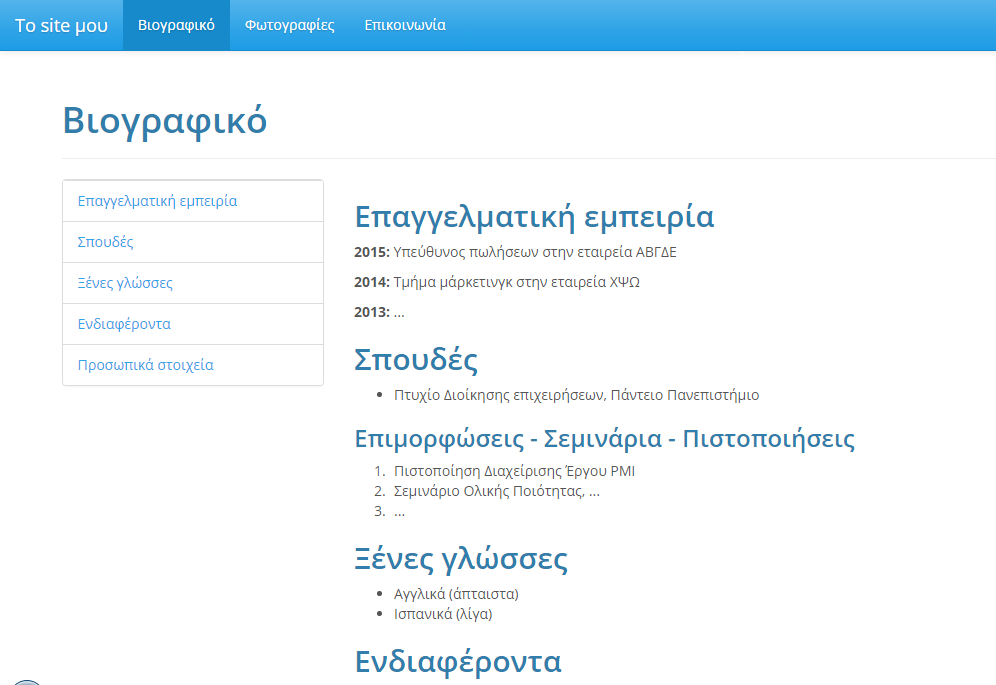 Το site μου Βιογραφικό Φωτογραφίες Επικοινωνία
Βιογραφικό
Επαγγελματική εμπειρία
Σπουδές
Ξένες γλώσσες
Ενδιαφέροντα
Προσωπικά στοιχεία
Επαγγελματική εμπειρία
2015: Υπεύθυνος πωλήσεων στην εταιρεία ΑΒΓΔΕ
2014: Τμήμα μάρκετινγκ στην εταιρεία ΧΨΩ
2013: ...
Σπουδές
• Πτυχίο Διοίκησης επιχειρήσεων, Πάντειο Πανεπιστήμιο
Επιμορφώσεις - Σεμινάρια - Πιστοποιήσεις
1. Πιστοποίηση Διαχείρισης Έργου PMI
2. Σεμινάριο Ολικής Ποιότητας, ...
3. ...
Ξένες γλώσσες
• Αγγλικά (άπταιστα)
• Ισπανικά (λίγα)
Ενδιαφέροντα